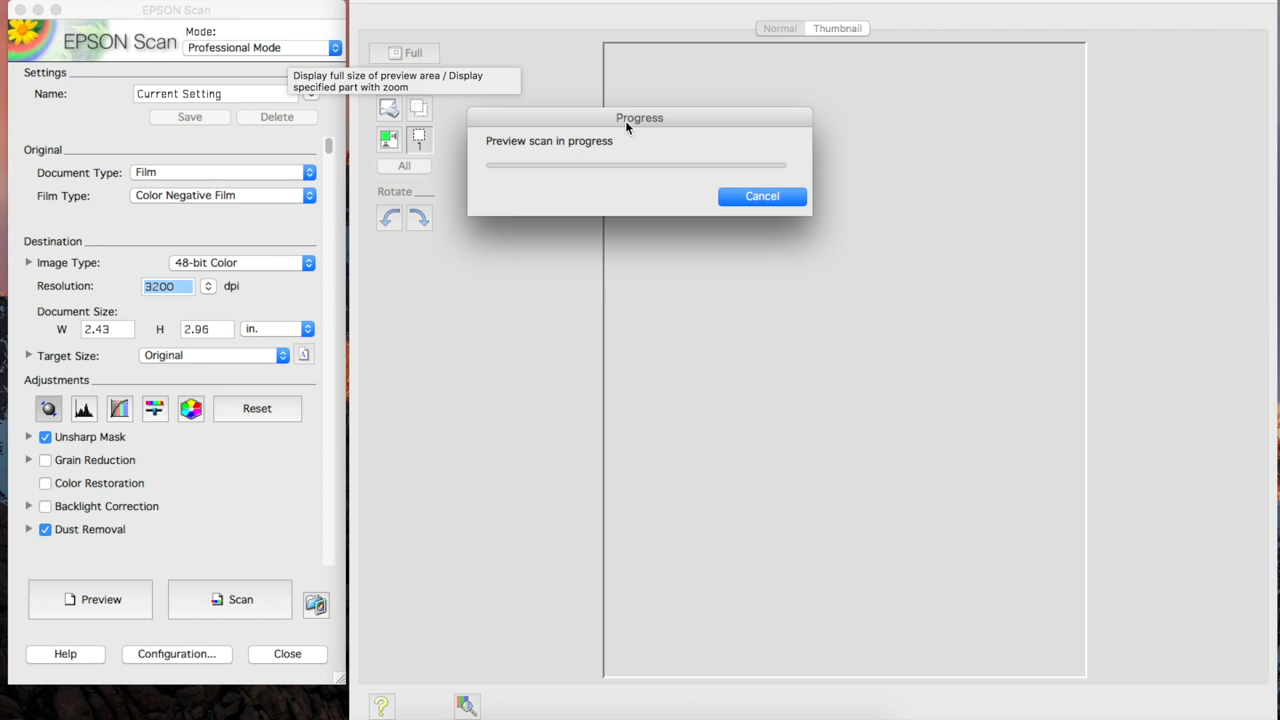 EPSON Scan
EPSON Scan
Mode:
Professional Mode
Settings
Name:
Current Setting
Save
Delete
Original
Document Type:
Film
Film Type:
Color Negative Film
Destination
Image Type:
48-bit Color
Resolution:
3200
dpi
Document Size:
W
2.43
H
2.96
in.
Target Size:
Original
Adjustments
Reset
Unsharp Mask
Grain Reduction
Color Restoration
Backlight Correction
Dust Removal
Preview
Scan
Help
Configuration...
Close
Normal
Thumbnail
Full
Display full size of preview area / Display
specified part with zoom
1
All
Rotate
Progress
Preview scan in progress
Cancel